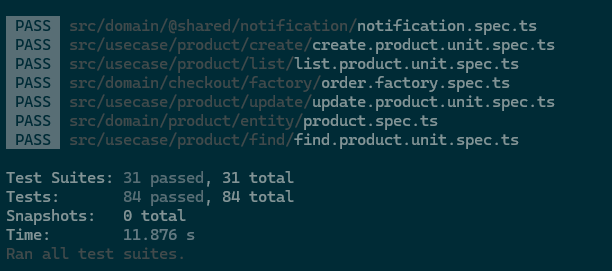 PASS src/domain/@shared/notification/notification.spec.ts
PASS src/usecase/product/create/create.product.unit.spec.ts
PASS src/usecase/product/list/list.product.unit.spec.ts
PASS src/domain/checkout/factory/order.factory.spec.ts
PASS src/usecase/product/update/update.product.unit.spec.ts
PASS src/domain/product/entity/product.spec.ts
PASS src/usecase/product/find/find.product.unit.spec.ts
Test Suites: 31 passed, 31 total
Tests: 84 passed, 84 total
Snapshots: 0 total
Time: 11.876 s
Ran all test suites.